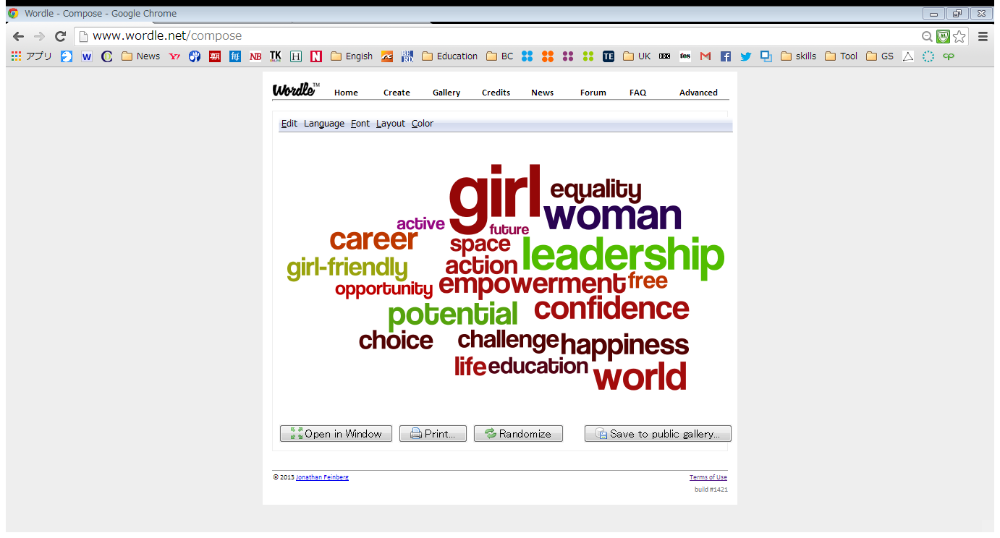 Wordle - Compose - Google Chrome
www.wordle.net/compose
アプリ W C News Y? 朝 毎 NB TK ONLINE H N Engish Education BC TE UK BBC tes M f skills Tool GS cp
Wordle™ Home Create Gallery Credits News Forum FAQ Advanced
Edit Language Font Layout Color
girl
equality
woman
active
future
career
space
leadership
girl-friendly
action
empowerment
free
opportunity
potential
confidence
choice
challenge
happiness
life
education
world
Open in Window Print... Randomize Save to public gallery...
© 2013 Jonathan Feinberg Terms of Use
build #1421